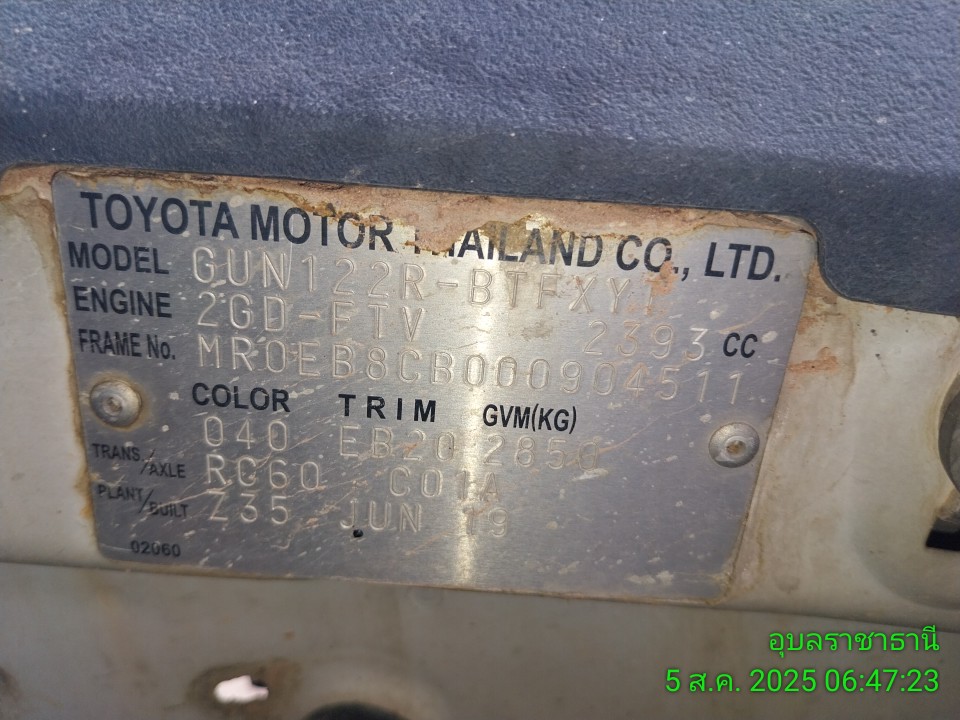 TOYOTA MOTOR THAILAND CO., LTD.
MODEL GUN122R-BTFXYT
ENGINE 2GD-FTV 2393 CC
FRAME No. MR0EB8CB000904511
COLOR TRIM GVM(KG)
040 EB20 2850
TRANS./AXLE RC60 C01A
PLANT/BUILT Z35 JUN 19
02060
อุบลราชาธานี
5 ส.ค. 2025 06:47:23